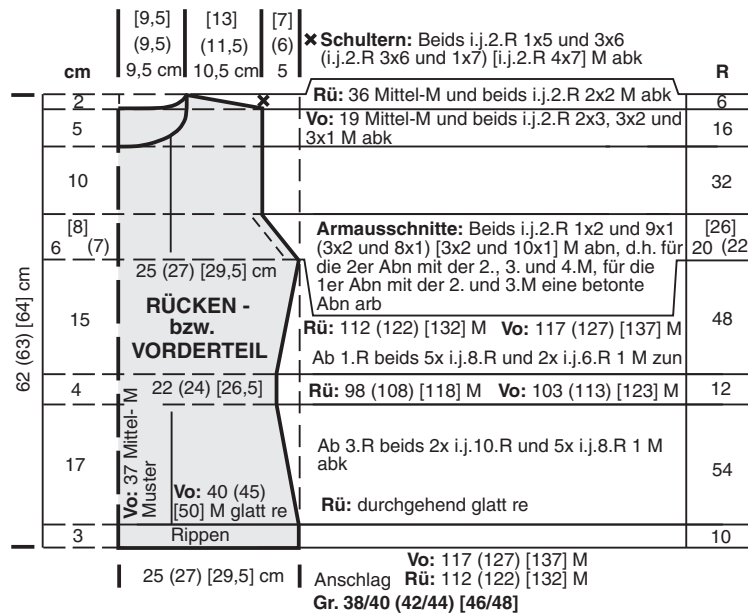 [9,5] [13] [7]
(9,5) (11,5) (6)
9,5 cm 10,5 cm 5
✖ Schultern: Beids i.j.2.R 1x5 und 3x6
(i.j.2.R 3x6 und 1x7) [i.j.2.R 4x7] M abk
cm R
2 Rü: 36 Mittel-M und beids i.j.2.R 2x2 M abk 6
5 Vo: 19 Mittel-M und beids i.j.2.R 2x3, 3x2 und 16
3x1 M abk
10 32
[8] Armausschnitte: Beids i.j.2.R 1x2 und 9x1 [26]
6 (7) (3x2 und 8x1) [3x2 und 10x1] M abn, d.h. für 20 (22
25 (27) [29,5] cm die 2er Abn mit der 2., 3. und 4.M, für die
1er Abn mit der 2. und 3.M eine betonte
Abn arb
RÜCKEN -
bzw.
VORDERTEIL
15 Rü: 112 (122) [132] M Vo: 117 (127) [137] M 48
Ab 1.R beids 5x i.j.8.R und 2x i.j.6.R 1 M zun
4 22 (24) [26,5] Rü: 98 (108) [118] M Vo: 103 (113) [123] M 12
62 (63) [64] cm
Vo: 37 Mittel- M
Muster
17 Ab 3.R beids 2x i.j.10.R und 5x i.j.8.R 1 M 54
abk
Vo: 40 (45)
[50] M glatt re
Rü: durchgehend glatt re
3 Rippen 10
25 (27) [29,5] cm
Vo: 117 (127) [137] M
Anschlag Rü: 112 (122) [132] M
Gr. 38/40 (42/44) [46/48]